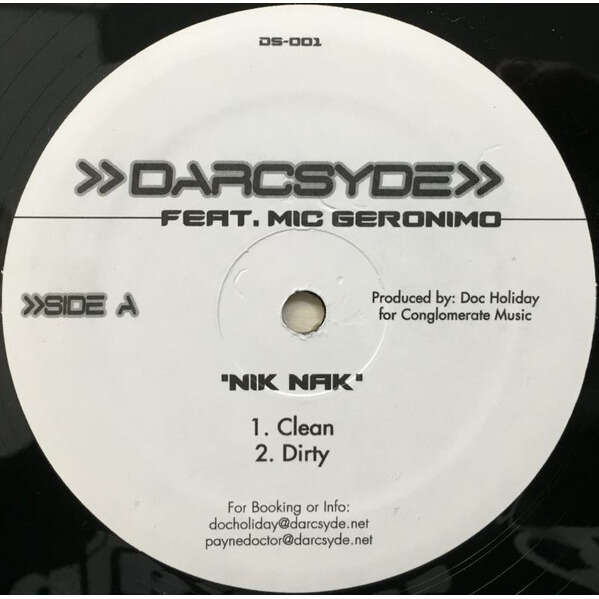 DS-001
»DARCSYDE»
FEAT. MIC GERONIMO
»SIDE A
Produced by: Doc Holiday
for Conglomerate Music
"NIK NAK"
1. Clean
2. Dirty
For Booking or Info:
docholiday@darcsyde.net
paynedoctor@darcsyde.net